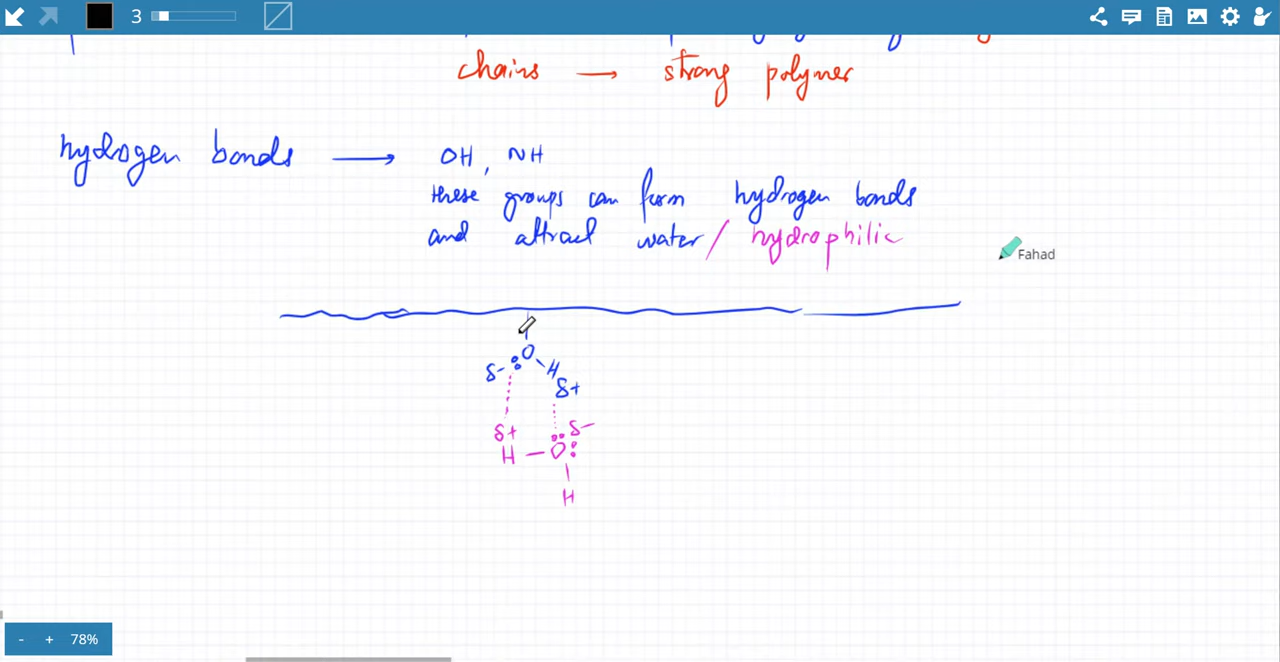 3
chains → strong polymer
hydrogen bonds → OH, NH
these groups can form hydrogen bonds
and attract water / hydrophilic
Fahad
O
δ- H
δ+
δ+ δ-
H - O
H
- + 78%